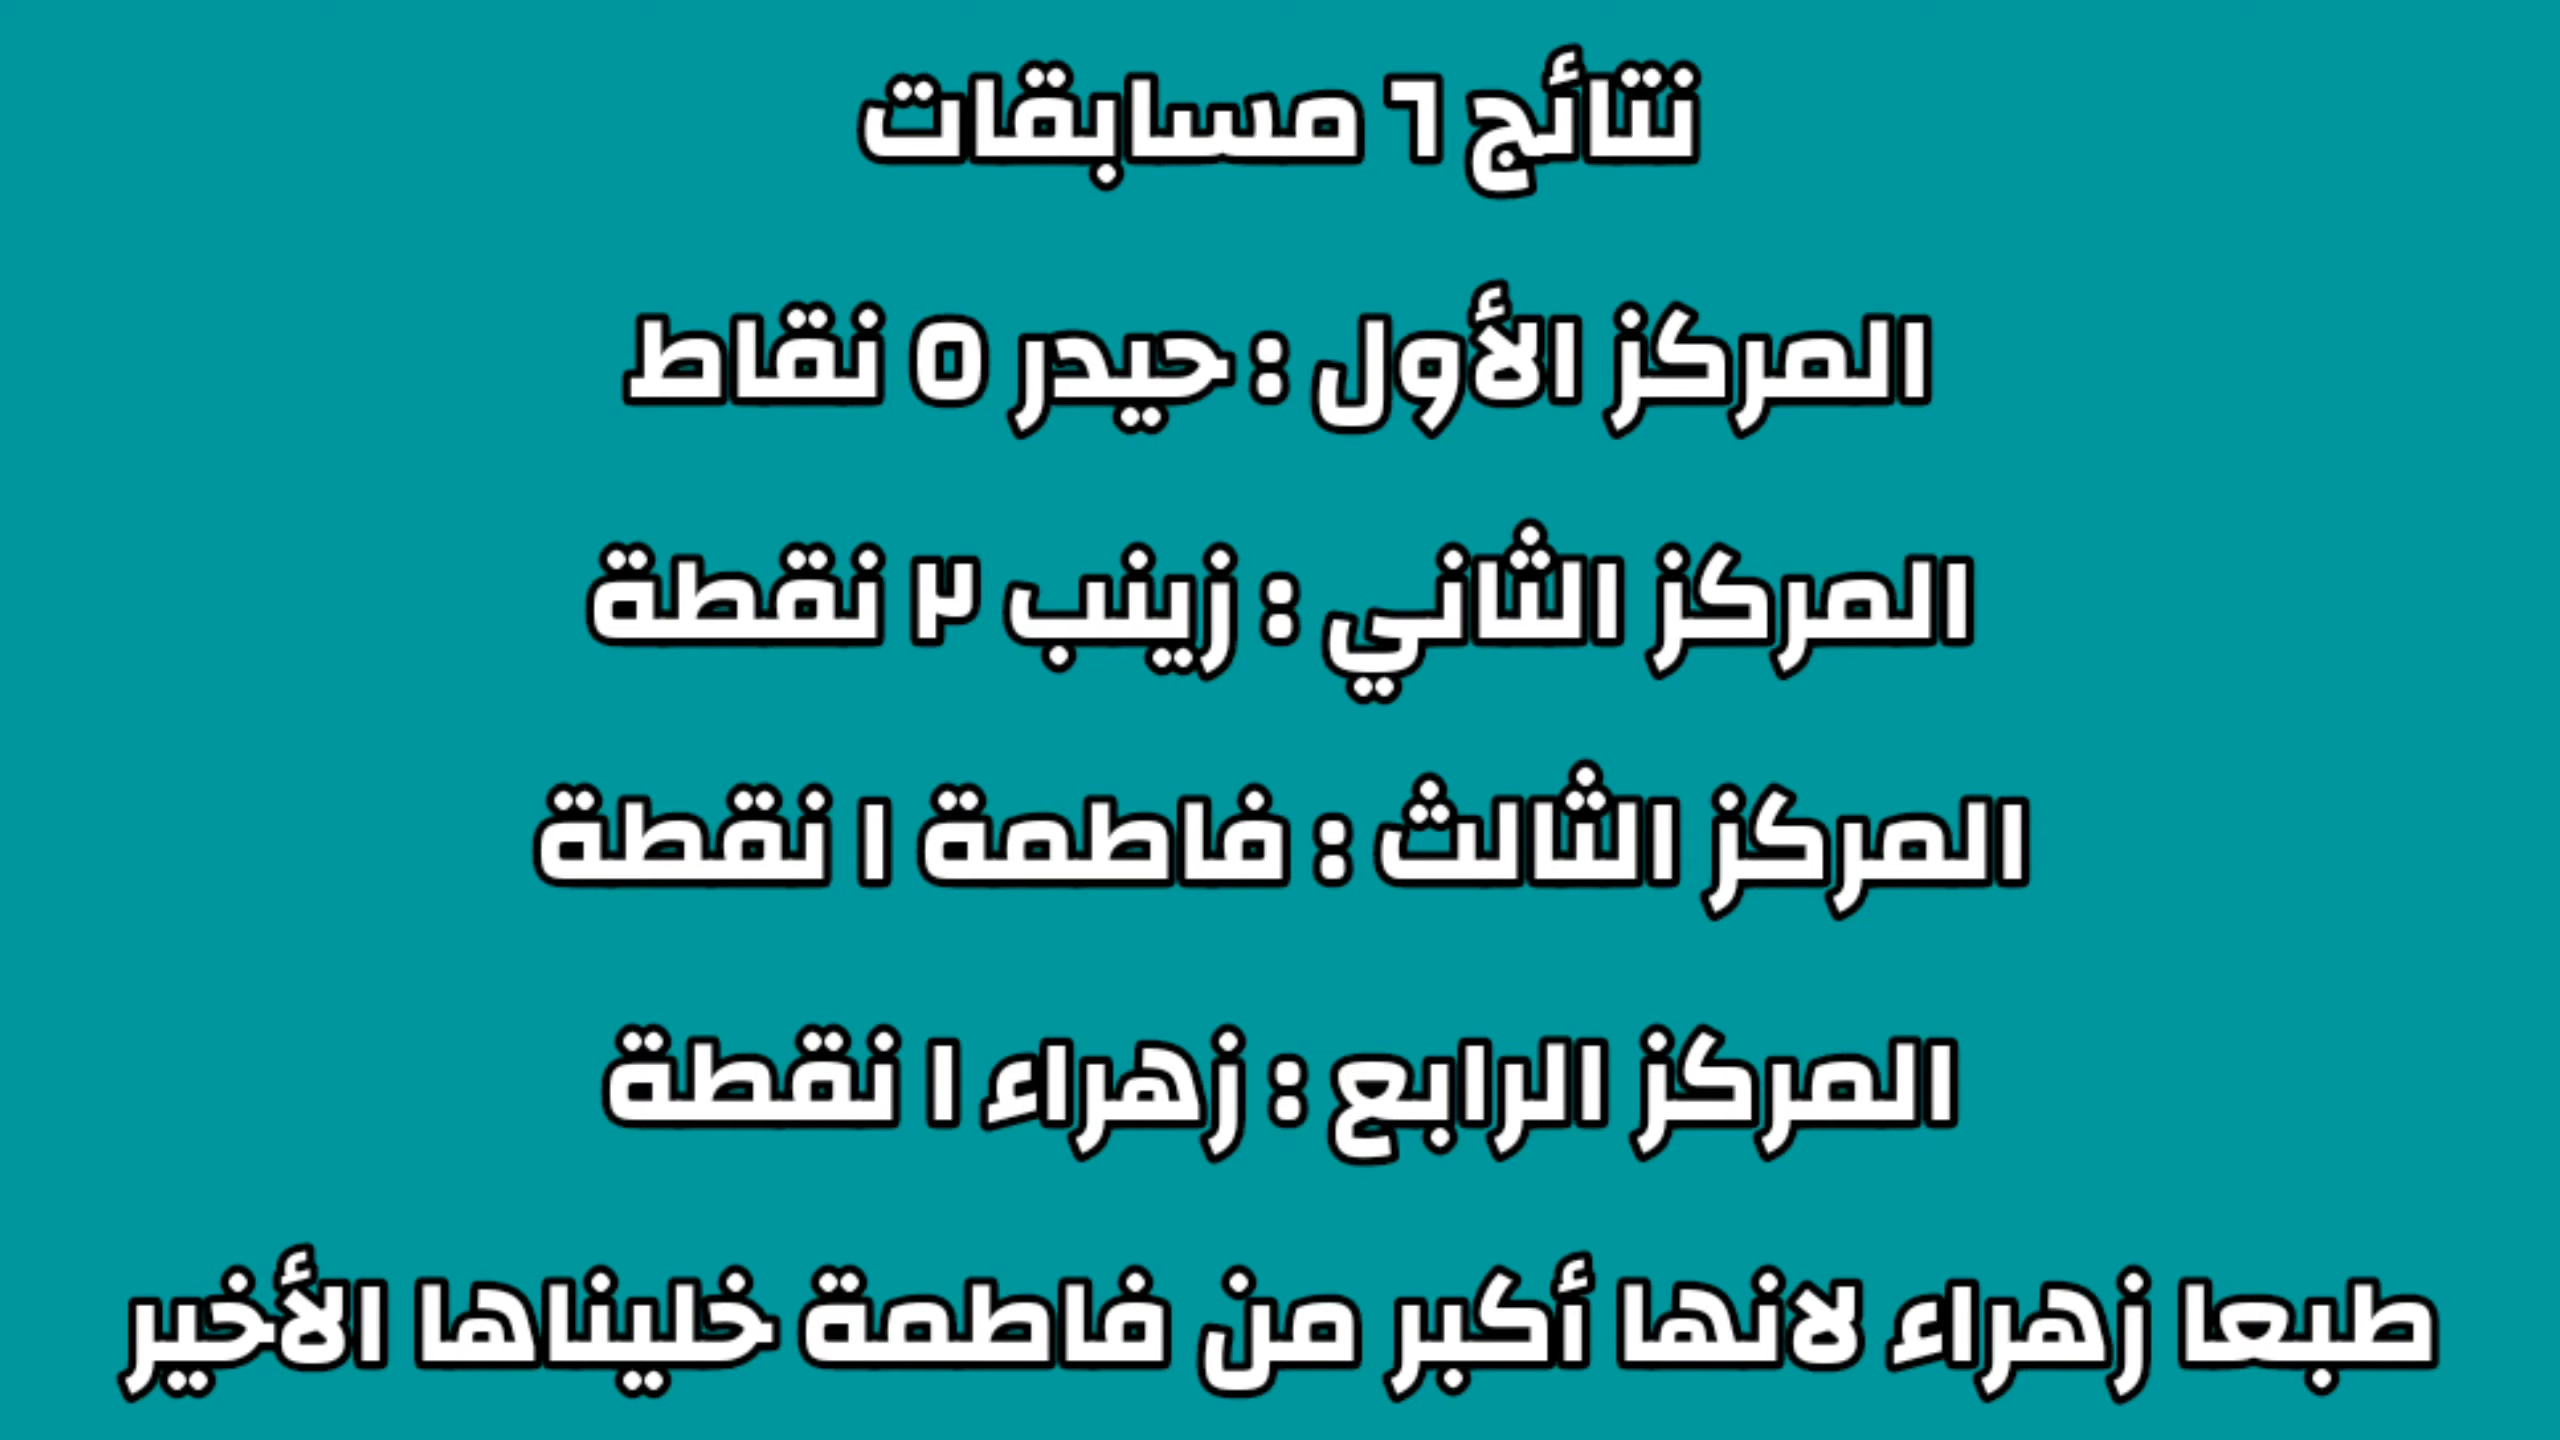 نتائج ٦ مسابقات
المركز الأول : حيدر ٥ نقاط
المركز الثاني : زينب ٢ نقطة
المركز الثالث : فاطمة ١ نقطة
المركز الرابع : زهراء ١ نقطة
طبعا زهراء لانها أكبر من فاطمة خليناها الأخير